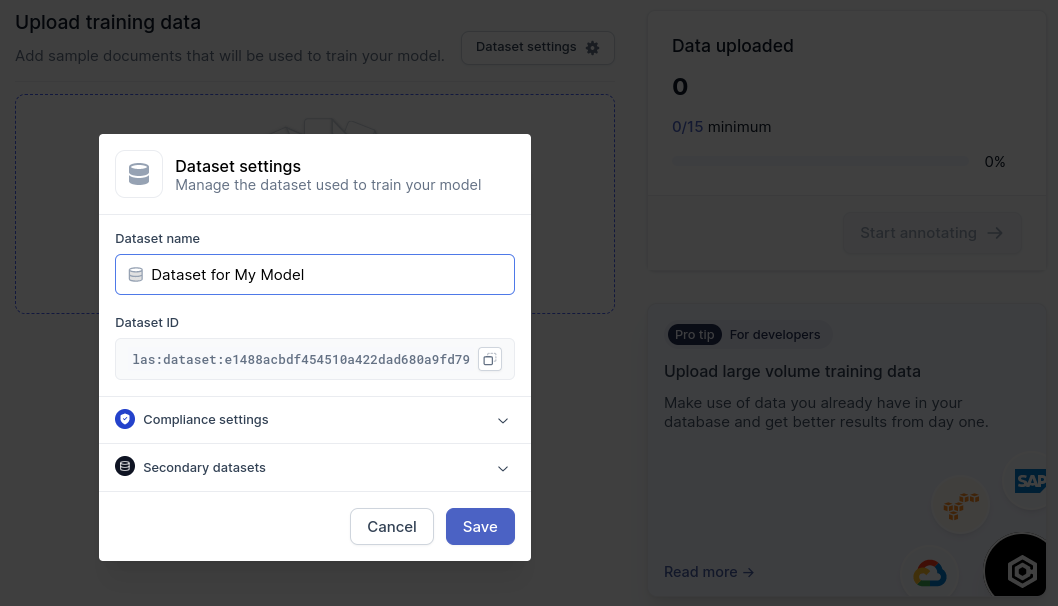 Upload training data
Add sample documents that will be used to train your model.
Dataset settings
Data uploaded
0
0/15 minimum
0%
Start annotating
Dataset settings
Manage the dataset used to train your model
Dataset name
Dataset for My Model
Dataset ID
las:dataset:e1488acbdf454510a422dad680a9fd79
Compliance settings
Secondary datasets
Cancel
Save
Pro tip
For developers
Upload large volume training data
Make use of data you already have in your
database and get better results from day one.
SAP
Read more →